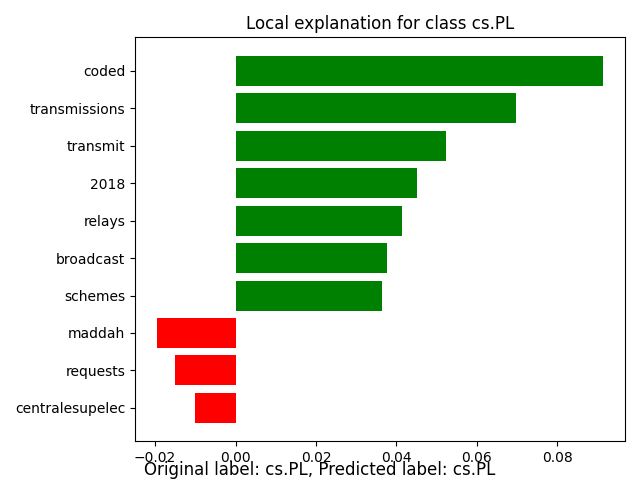 Local explanation for class cs.PL
coded
transmissions
transmit
2018
relays
broadcast
schemes
maddah
requests
centralesupelec
−0.02 0.00 0.02 0.04 0.06 0.08
Original label: cs.PL, Predicted label: cs.PL